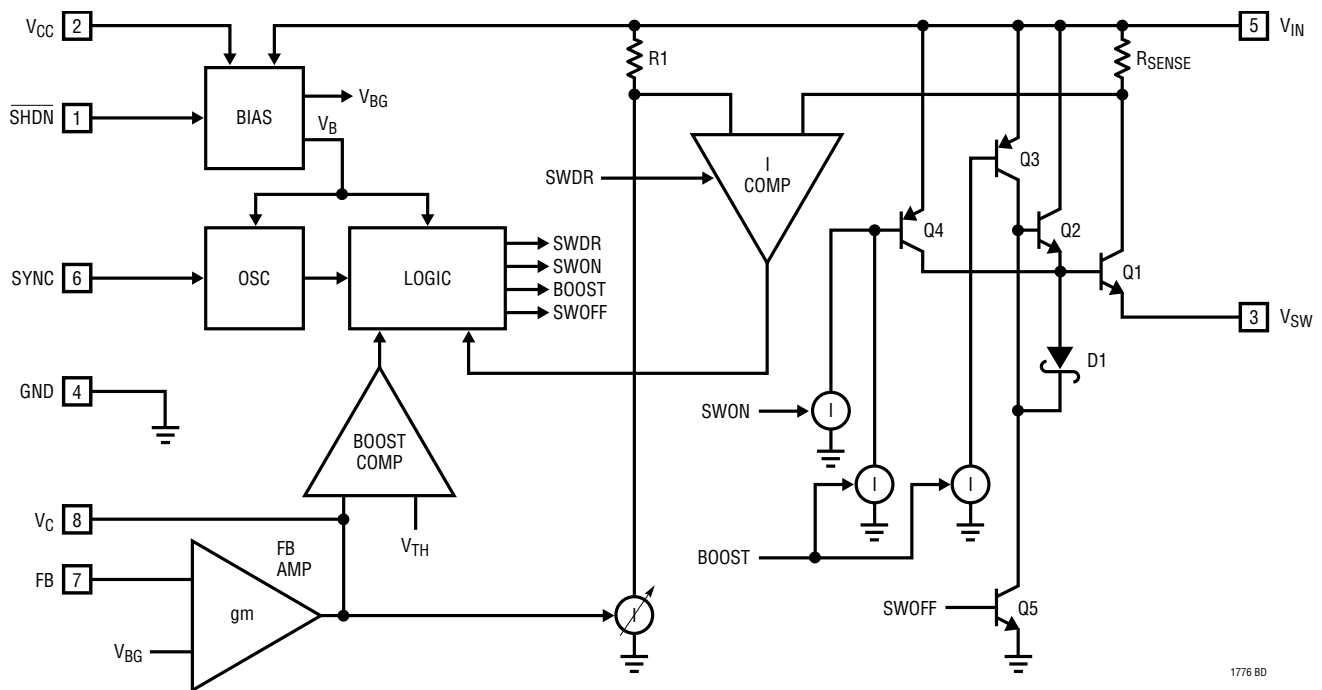 VCC 2
5 VIN
R1
RSENSE
SHDN 1
BIAS
VBG
VB
I
COMP
SWDR
Q3
Q4
Q2
Q1
SYNC 6
OSC
LOGIC
SWDR
SWON
BOOST
SWOFF
3 VSW
D1
GND 4
SWON
I
BOOST
COMP
I
I
VC 8
VTH
FB
AMP
BOOST
FB 7
gm
I
SWOFF
Q5
VBG
1776 BD